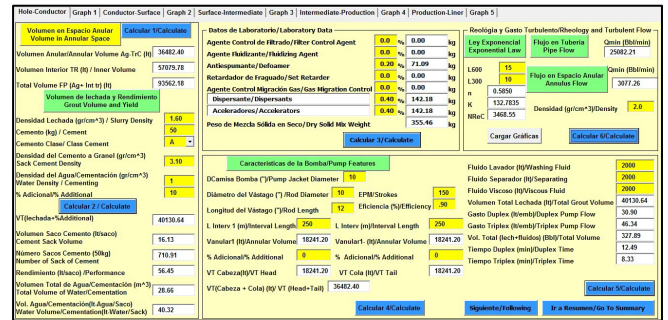 Hole-Conductor Graph 1 Conductor-Surface Graph 2 Surface-Intermediate Graph 3 Intermediate-Production Graph 4 Production-Liner Graph 5
Volumen en Espacio Anular
Volume in Annular Space
Calcular 1/Calculate
Volumen Anular/Annular Volume Ag-TrC (lt) 36482.40
Volumen Interior TR (lt) / Inner Volume 57079.78
Total Volume FP (Ag+ Int tr) (lt) 93562.18
Volumen de lechada y Rendimiento
Grout Volume and Yield
Densidad Lechada (gr/cm^3) / Slurry Density 1.60
Cemento (kg) / Cement 50
Cemento Clase/ Class Cement A
Densidad del Cemento a Granel (gr/cm^3)
Sack Cement Density 3.10
Densidad del Agua/Cementación (gr/cm^3)
Water Density / Cementing 1
% Adicional/% Additional 10
Calcular 2 / Calculate
VT(lechada+%Additional) 40130.64
Volumen Saco Cemento (lt/saco)
Cement Sack Volume 16.13
Número Sacos Cemento (50kg)
Number of Sack of Cement 710.91
Rendimiento (lt/saco) /Performance 56.45
Volumen Total de Agua/Cementación (m^3)
Total Volume of Water/Cementation 28.66
Vol. Agua/Cementación(lt-Agua/Saco)
Water Volume/Cementation(lt-Water/Sack) 40.32
Datos de Laboratorio/Laboratory Data
Agente Control de Filtrado/Filter Control Agent 0.0 % 0.00 kg
Agente Fluidizante/Fluidizing Agent 0.0 % 0.00 kg
Antiespumante/Defoamer 0.20 % 71.09 kg
Retardador de Fraguado/Set Retarder 0.0 % 0.00 kg
Agente Control Migración Gas/Gas Migration Control 0.0 % 0.00 kg
Dispersante/Dispersants 0.40 % 142.18 kg
Aceleradores/Accelerators 0.40 % 142.18 kg
Peso de Mezcla Sólida en Seco/Dry Solid Mix Weight 355.46 kg
Calcular 3/Calculate
Reología y Gasto Turbulento/Rheology and Turbulent Flow
Ley Exponencial
Exponential Law
Flujo en Tubería
Pipe Flow
Qmin (Bbl/min)
25082.21
L600 15
L300 10
n 0.5850
K 132.7835
NReC 3468.55
Flujo en Espacio Anular
Annulus Flow
Qmin (Bbl/min)
3077.26
Densidad (gr/cm^3)/Density 2.0
Cargar Gráficas
Calcular 6/Calculate
Características de la Bomba/Pump Features
DCamisa Bomba (")/Pump Jacket Diameter 10
Diámetro del Vástago (") /Rod Diameter 10 EPM/Strokes 150
Longitud del Vastago (")/Rod Length 12 Eficiencia (%)/Efficiency .90
L Interv 1 (m)/Interval Length 250 L Interv (m)/Interval Length 250
Vanular1 (lt)/Annular Volume 18241.20 Vanular1- (lt)/Annular Volume 18241.20
% Adicional/% Additional 0 % Adicional/% Additional 0
VT Cabeza(lt)/VT Head 18241.20 VT Cola (lt)/VT Tail 18241.20
VT(Cabeza + Cola) (lt)/ VT (Head+Tail) 36482.40
Calcular 4/Calculate
Fluido Lavador (lt)/Washing Fluid 2000
Fluido Separador (lt)/Separating 2000
Fluido Viscoso (lt)/Viscous Fluid 2000
Volumen Total Lechada (lt)/Total Grout Volume 40130.64
Gasto Duplex (lt/emb)/Duplex Pump Flow 30.90
Gasto Triplex (lt/emb)/Triplex Pump Flow 46.34
Vol. Total (lech+fluidos) (Bbl)/Total Volume 327.89
Tiempo Duplex (min)/Duplex Time 12.49
Tiempo Triplex (min)/Triplex Time 8.33
Calcular 5/Calculate
Siguiente/Following
Ir a Resumen/Go To Summary